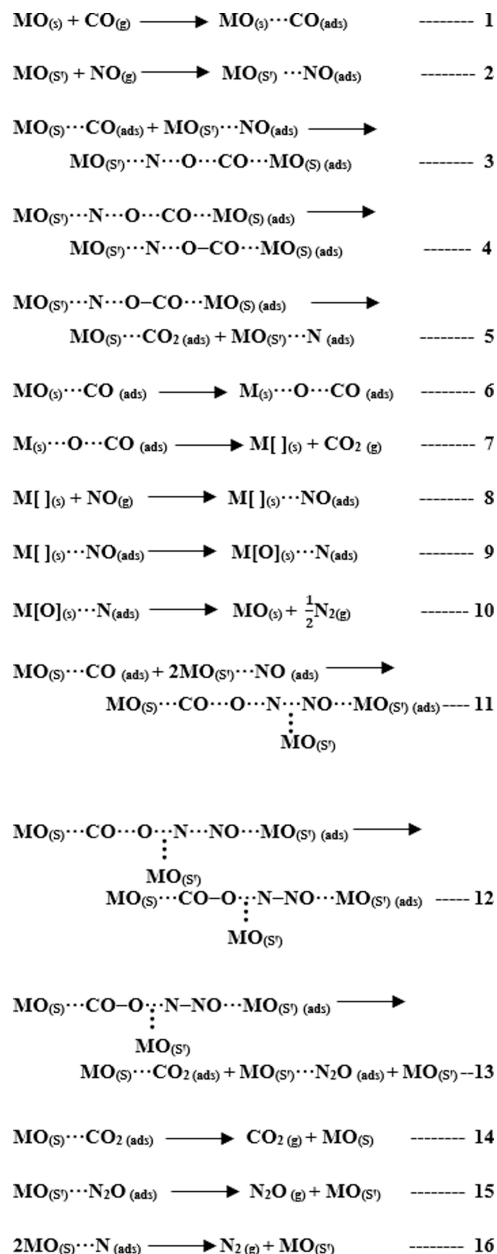 MO(s) + CO(g) ⟶ MO(s)···CO(ads) -------- 1
MO(S') + NO(g) ⟶ MO(S') ···NO(ads) -------- 2
MO(S)···CO(ads) + MO(S')···NO(ads) ⟶
MO(S')···N···O···CO···MO(S) (ads) ------- 3
MO(S')···N···O···CO···MO(S) (ads) ⟶
MO(S')···N···O–CO···MO(S) (ads) ------- 4
MO(S')···N···O–CO···MO(S) (ads) ⟶
MO(S)···CO2 (ads) + MO(S')···N (ads) -------- 5
MO(s)···CO (ads) ⟶ M(s)···O···CO (ads) -------- 6
M(s)···O···CO (ads) ⟶ M[ ](s) + CO2 (g) -------- 7
M[ ](s) + NO(g) ⟶ M[ ](s)···NO(ads) -------- 8
M[ ](s)···NO(ads) ⟶ M[O](s)···N(ads) -------- 9
M[O](s)···N(ads) ⟶ MO(s) + 1/2N2(g) ------- 10
MO(S)···CO (ads) + 2MO(S')···NO (ads) ⟶
MO(S)···CO···O···N···NO···MO(S') (ads) ---- 11
MO(S')
MO(S)···CO···O···N···NO···MO(S') (ads) ⟶
MO(S')
MO(S)···CO–O···N–NO···MO(S') (ads) ----- 12
MO(S')
MO(S)···CO–O···N–NO···MO(S') (ads) ⟶
MO(S')
MO(S)···CO2 (ads) + MO(S')···N2O (ads) + MO(S') --13
MO(S)···CO2 (ads) ⟶ CO2 (g) + MO(S) -------- 14
MO(S')···N2O (ads) ⟶ N2O (g) + MO(S') -------- 15
2MO(S)···N (ads) ⟶ N2 (g) + MO(S') -------- 16